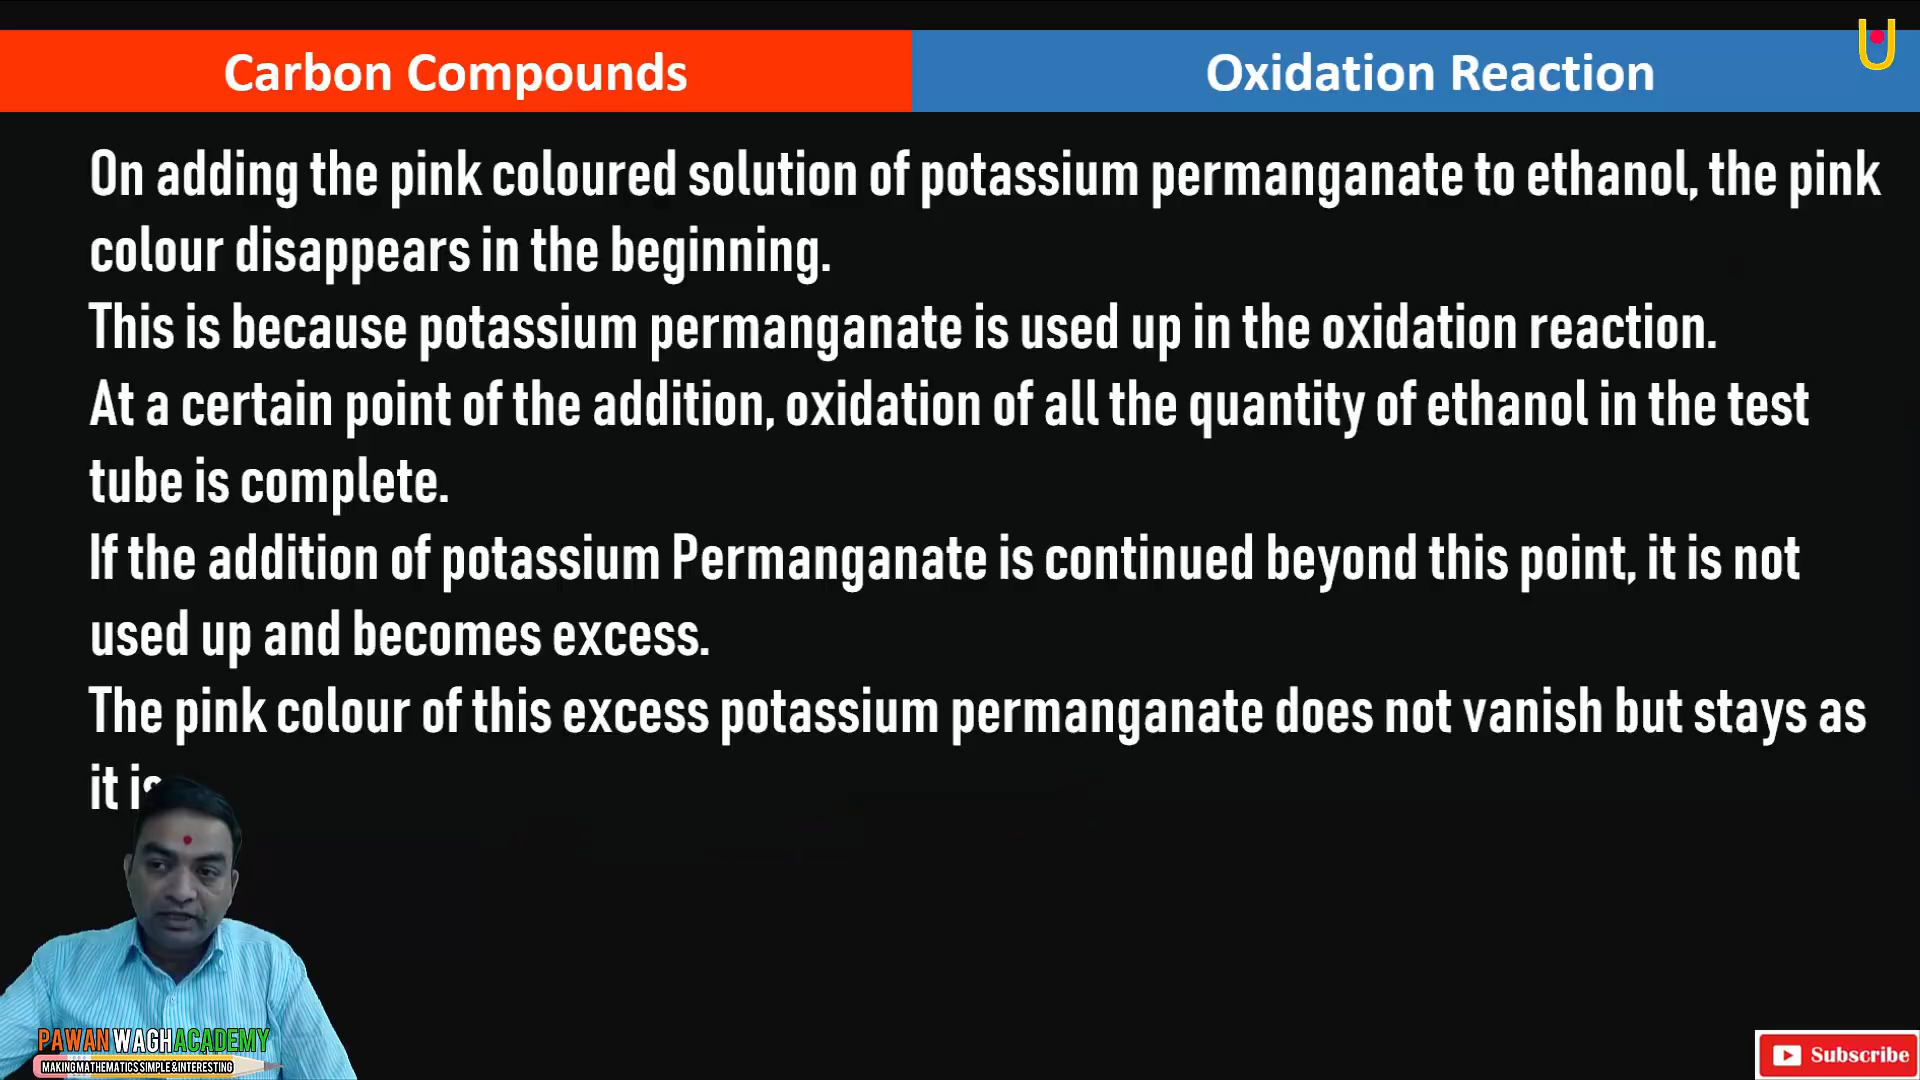 Carbon Compounds
Oxidation Reaction
On adding the pink coloured solution of potassium permanganate to ethanol, the pink
colour disappears in the beginning.
This is because potassium permanganate is used up in the oxidation reaction.
At a certain point of the addition, oxidation of all the quantity of ethanol in the test
tube is complete.
If the addition of potassium Permanganate is continued beyond this point, it is not
used up and becomes excess.
The pink colour of this excess potassium permanganate does not vanish but stays as
it is
PAWAN WAGH ACADEMY
MAKING MATHEMATICS SIMPLE & INTERESTING
Subscribe